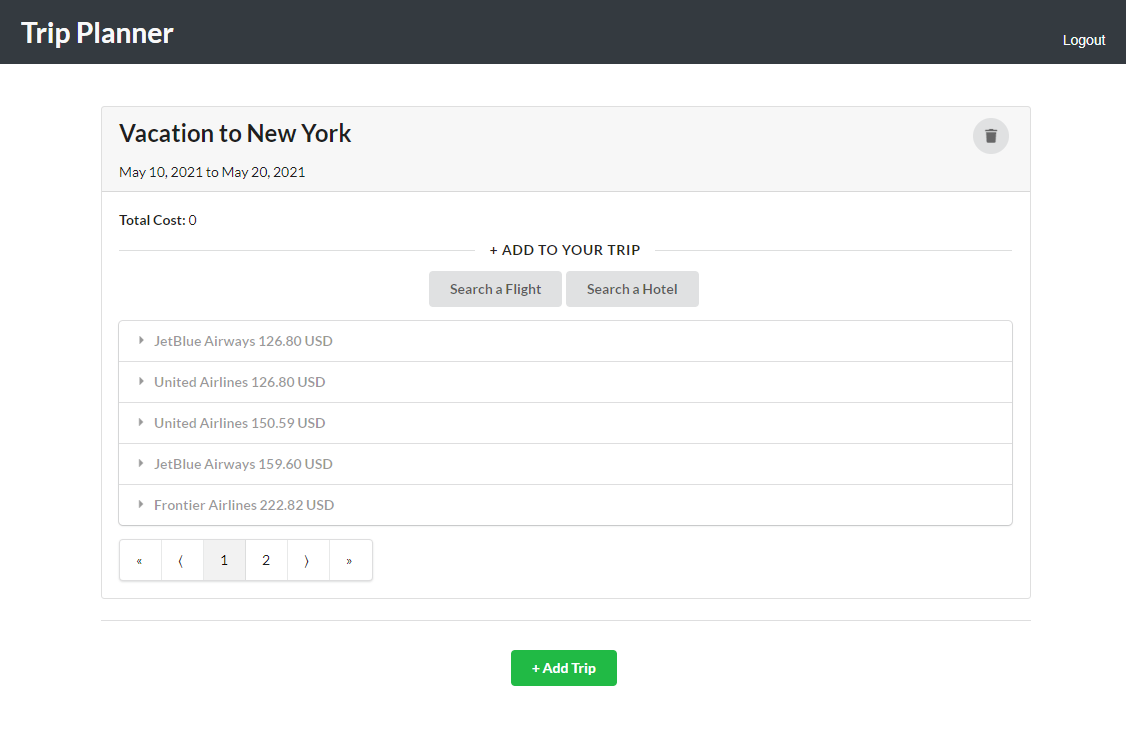 Trip Planner
Logout
Vacation to New York
May 10, 2021 to May 20, 2021
Total Cost: 0
+ ADD TO YOUR TRIP
Search a Flight Search a Hotel
JetBlue Airways 126.80 USD
United Airlines 126.80 USD
United Airlines 150.59 USD
JetBlue Airways 159.60 USD
Frontier Airlines 222.82 USD
« ⟨ 1 2 ⟩ »
+ Add Trip